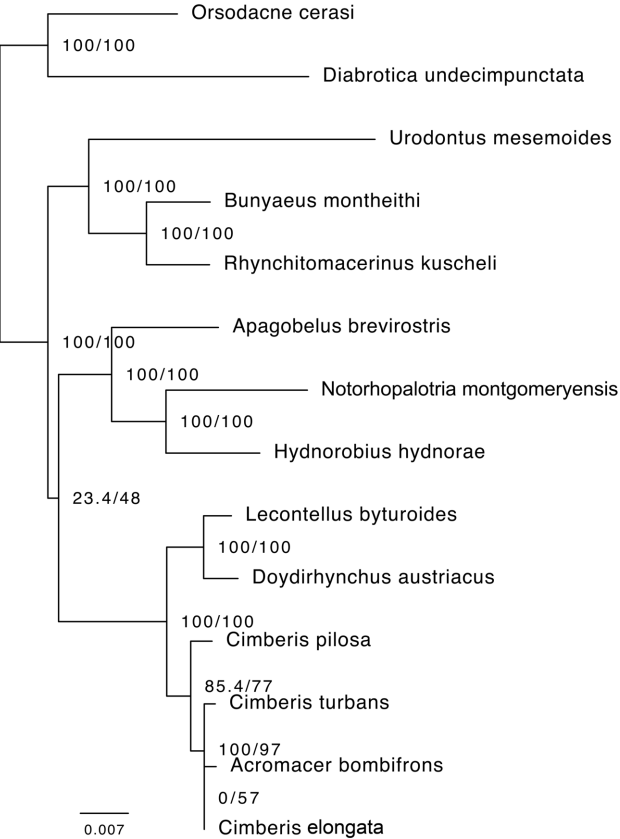 Orsodacne cerasi
100/100
Diabrotica undecimpunctata
Urodontus mesemoides
100/100
Bunyaeus montheithi
100/100
Rhynchitomacerinus kuscheli
Apagobelus brevirostris
100/100
100/100
Notorhopalotria montgomeryensis
100/100
Hydnorobius hydnorae
23.4/48
Lecontellus byturoides
100/100
Doydirhynchus austriacus
100/100
Cimberis pilosa
85.4/77
Cimberis turbans
100/97
Acromacer bombifrons
0/57
Cimberis elongata
0.007